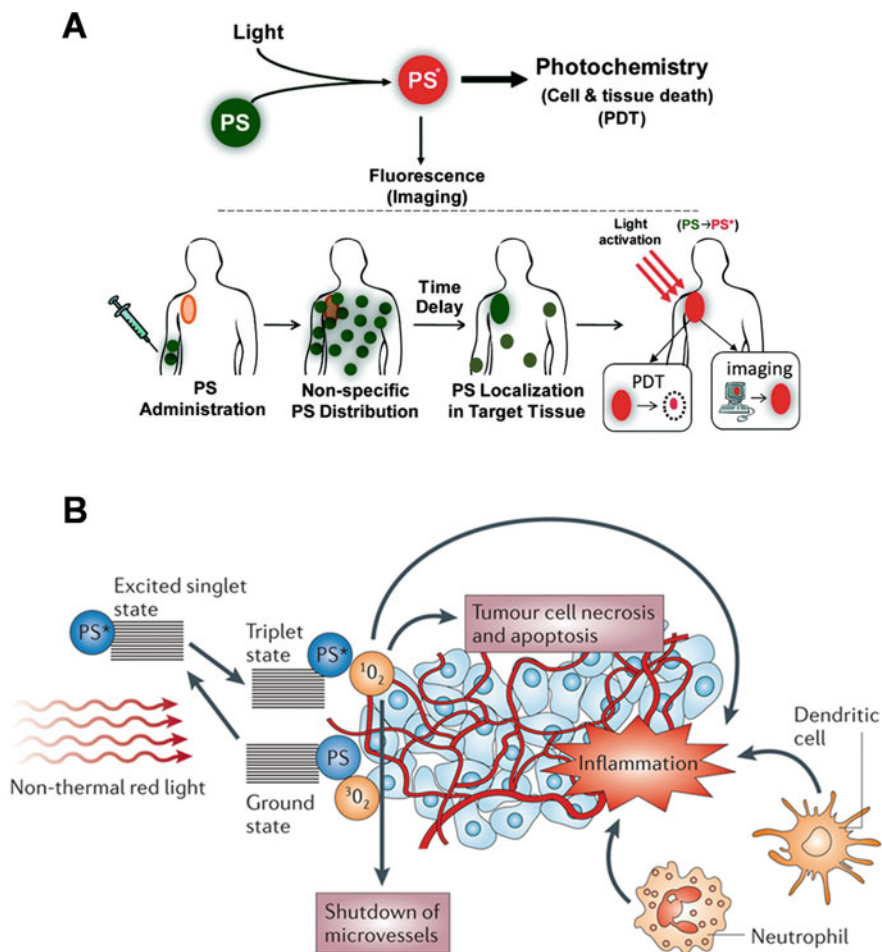 A
Light
PS
PS*
Photochemistry
(Cell & tissue death)
(PDT)
Fluorescence
(Imaging)
Light
activation
(PS→PS*)
Time
Delay
PS
Administration
Non-specific
PS Distribution
PS Localization
in Target Tissue
PDT
imaging
B
Excited singlet
state
PS*
Triplet
state
PS*
¹O₂
Tumour cell necrosis
and apoptosis
Non-thermal red light
PS
Ground
state
³O₂
Inflammation
Dendritic
cell
Shutdown of
microvessels
Neutrophil